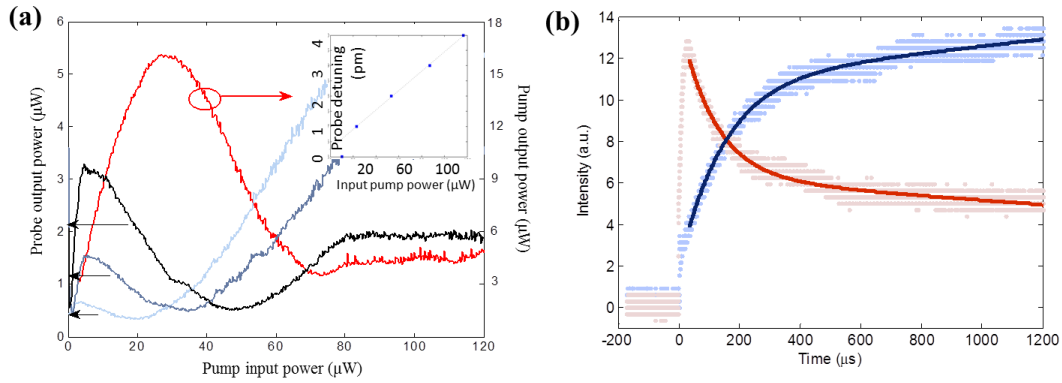 (a)
Probe output power (µW)
6
5
4
3
2
1
0
0 20 40 60 80 100 120
Pump input power (µW)
18
15
12
9
6
3
Pump output power (µW)
Probe detuning
(pm)
4
3
2
1
0
0 20 60 100
Input pump power (µW)
(b)
Intensity (a.u.)
14
12
10
8
6
4
2
0
-200 0 200 400 600 800 1000 1200
Time (µs)